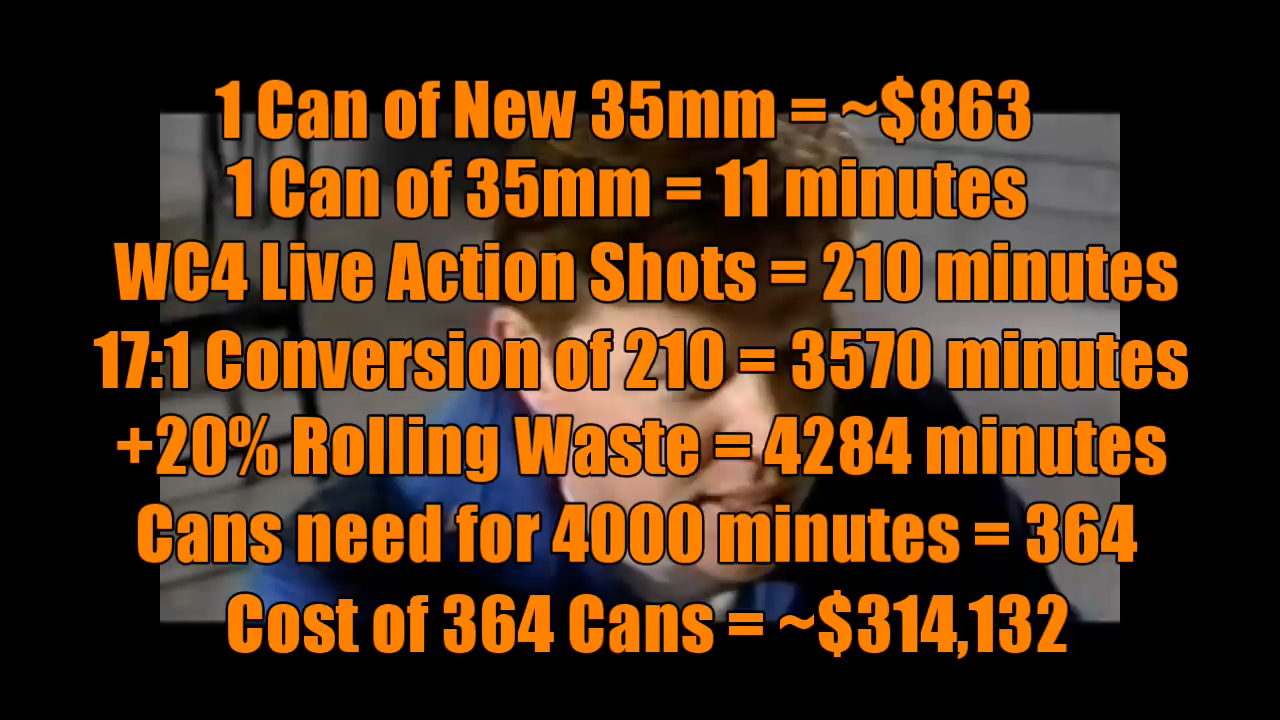 1 Can of New 35mm = ~$863
1 Can of 35mm = 11 minutes
WC4 Live Action Shots = 210 minutes
17:1 Conversion of 210 = 3570 minutes
+20% Rolling Waste = 4284 minutes
Cans need for 4000 minutes = 364
Cost of 364 Cans = ~$314,132